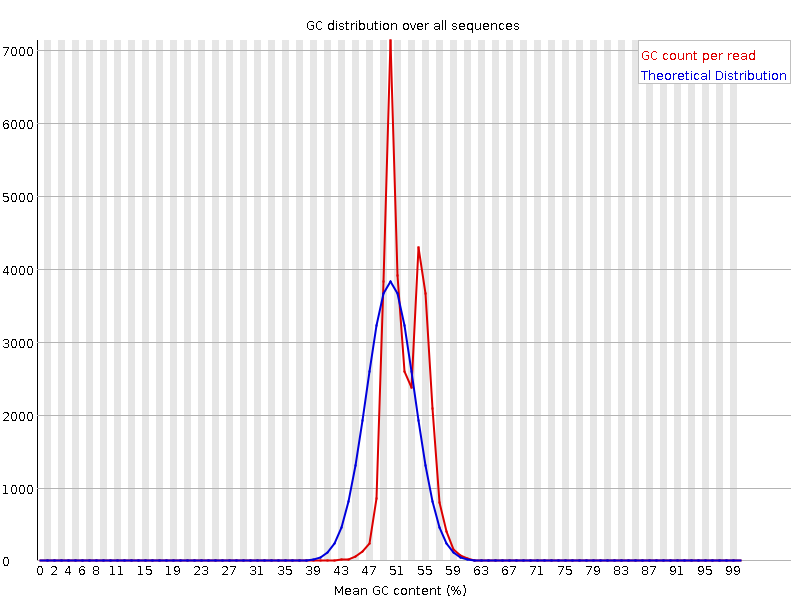 GC distribution over all sequences
GC count per read
Theoretical Distribution
7000
6000
5000
4000
3000
2000
1000
0
0 2 4 6 8 11 15 19 23 27 31 35 39 43 47 51 55 59 63 67 71 75 79 83 87 91 95 99
Mean GC content (%)